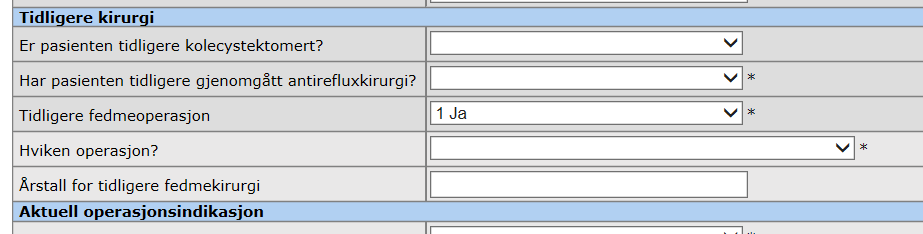 Tidligere kirurgi
Er pasienten tidligere kolecystektomert?
Har pasienten tidligere gjenomgått antirefluxkirurgi? *
Tidligere fedmeoperasjon 1 Ja *
Hviken operasjon? *
Årstall for tidligere fedmekirurgi
Aktuell operasjonsindikasjon